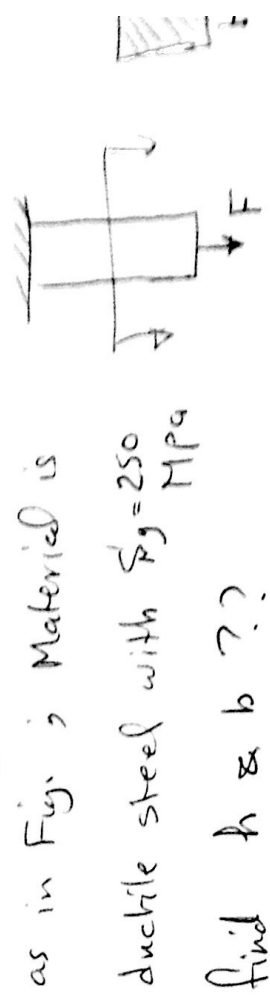 as in Fig. ; Material is
ductile steel with Sy=250
MPa
find h & b ??
F